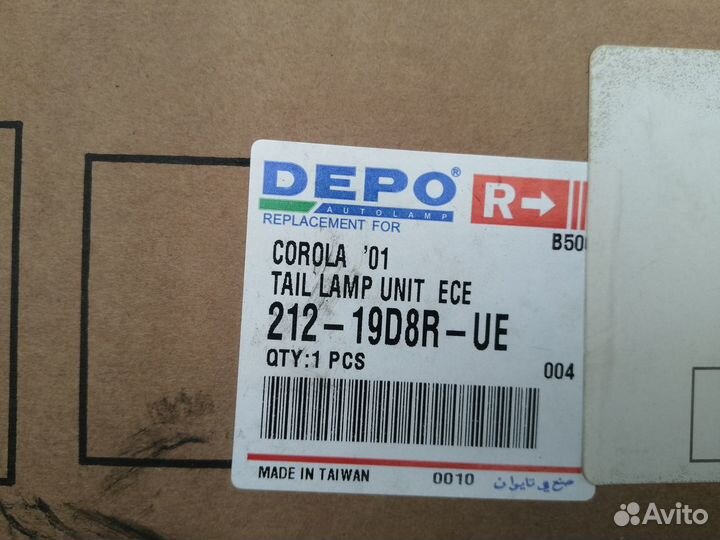 DEPO®
AUTOLAMP
R→
REPLACEMENT FOR
B50
COROLA '01
TAIL LAMP UNIT ECE
212-19D8R-UE
QTY:1 PCS
004
MADE IN TAIWAN 0010 صنع في تايوان
Avito